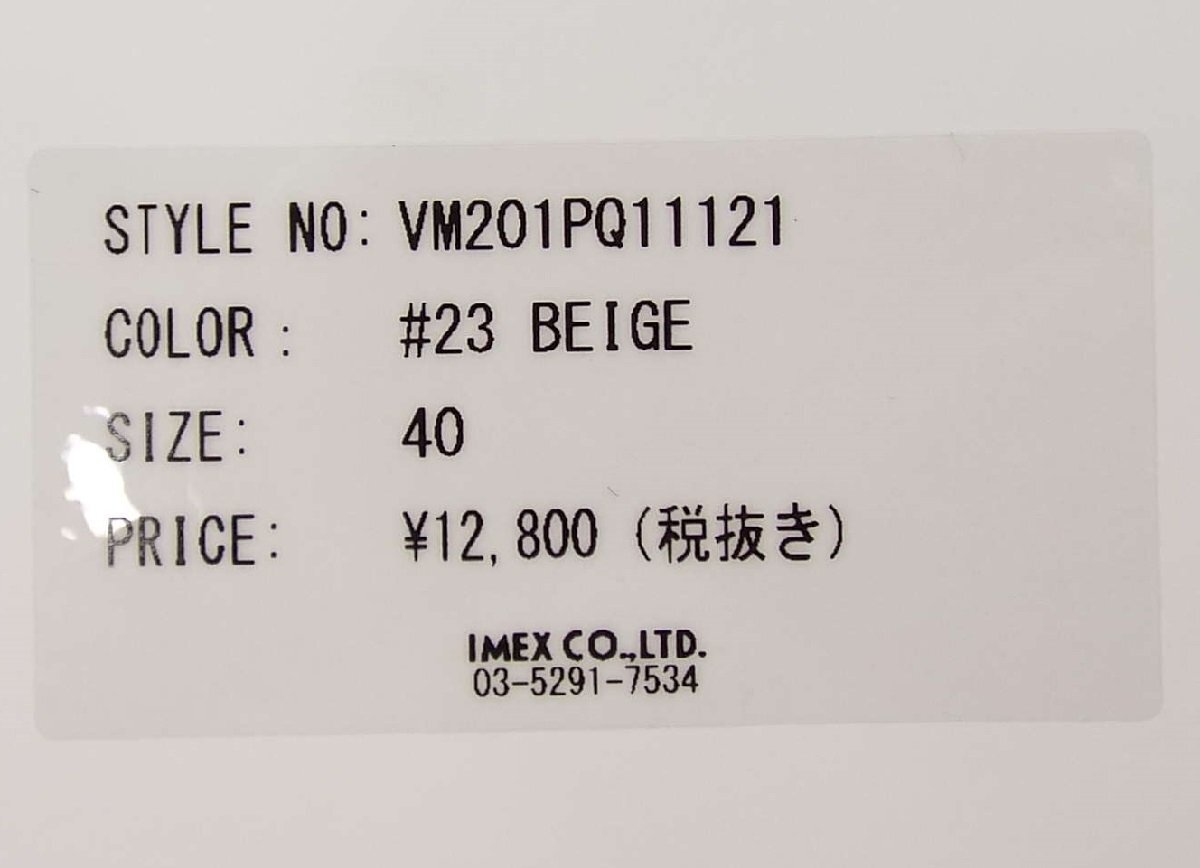 STYLE NO: VM201PQ11121
COLOR : #23 BEIGE
SIZE: 40
PRICE: ¥12,800 (税抜き)
IMEX CO.,LTD.
03-5291-7534